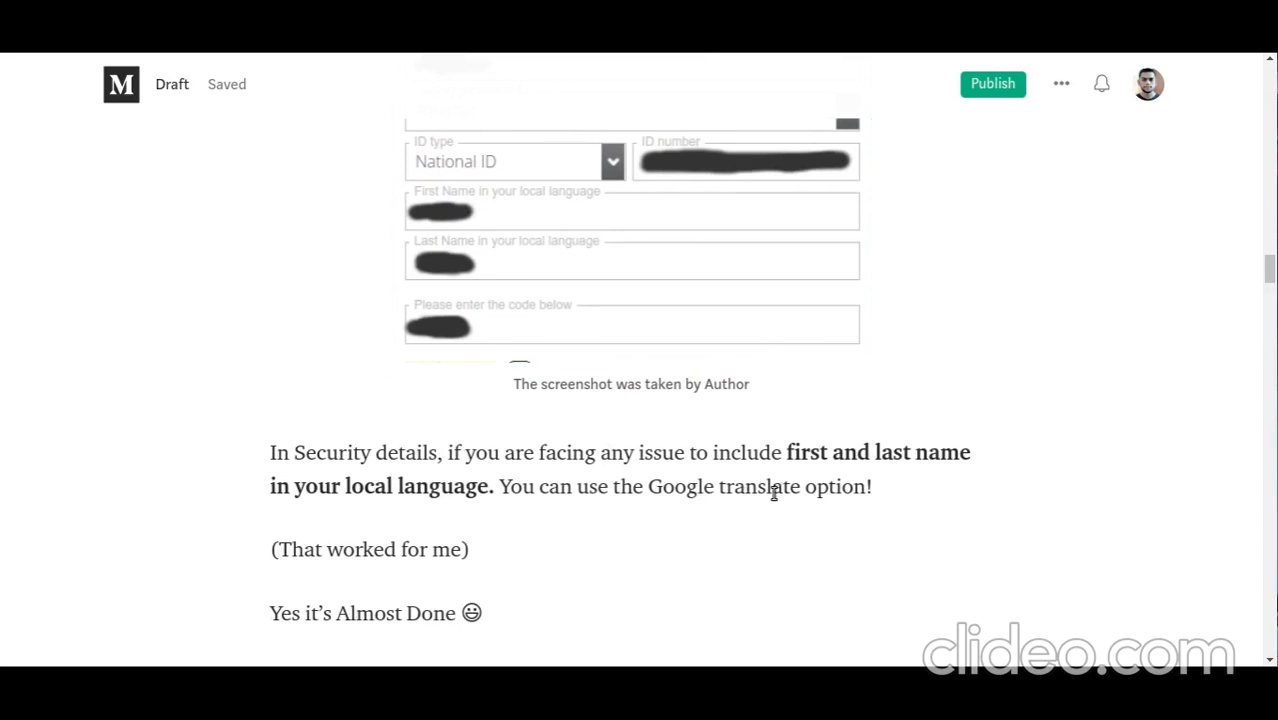 M Draft Saved Publish
ID type ID number
National ID
First Name in your local language
Last Name in your local language
Please enter the code below
The screenshot was taken by Author
In Security details, if you are facing any issue to include first and last name
in your local language. You can use the Google translate option!
(That worked for me)
Yes it’s Almost Done 😃
clideo.com